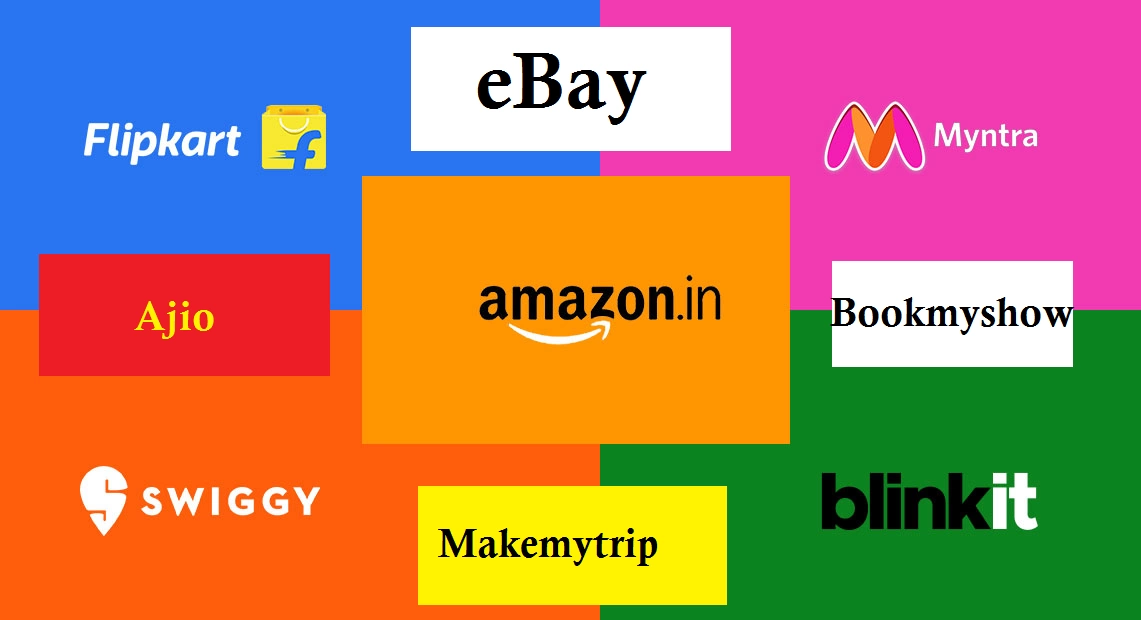 eBay
Flipkart
Myntra
amazon.in
Ajio
Bookmyshow
SWIGGY
blinkit
Makemytrip